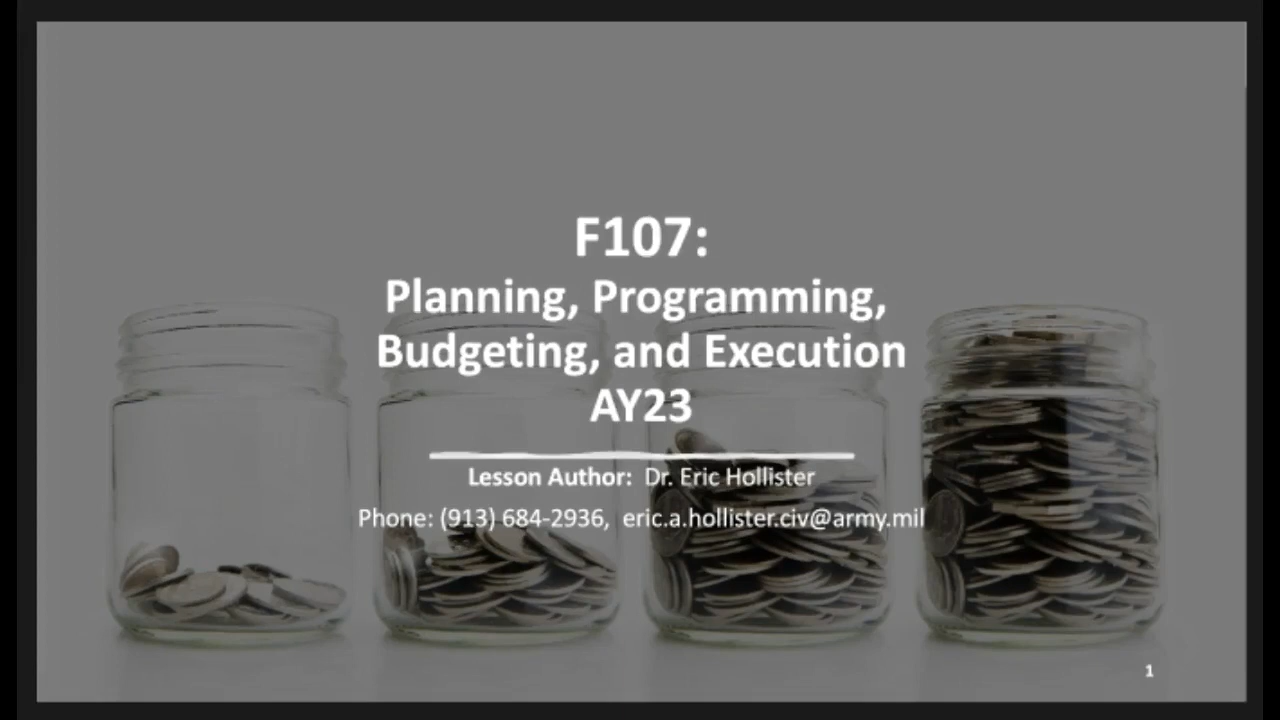 F107:
Planning, Programming,
Budgeting, and Execution
AY23
Lesson Author: Dr. Eric Hollister
Phone: (913) 684-2936, eric.a.hollister.civ@army.mil
1